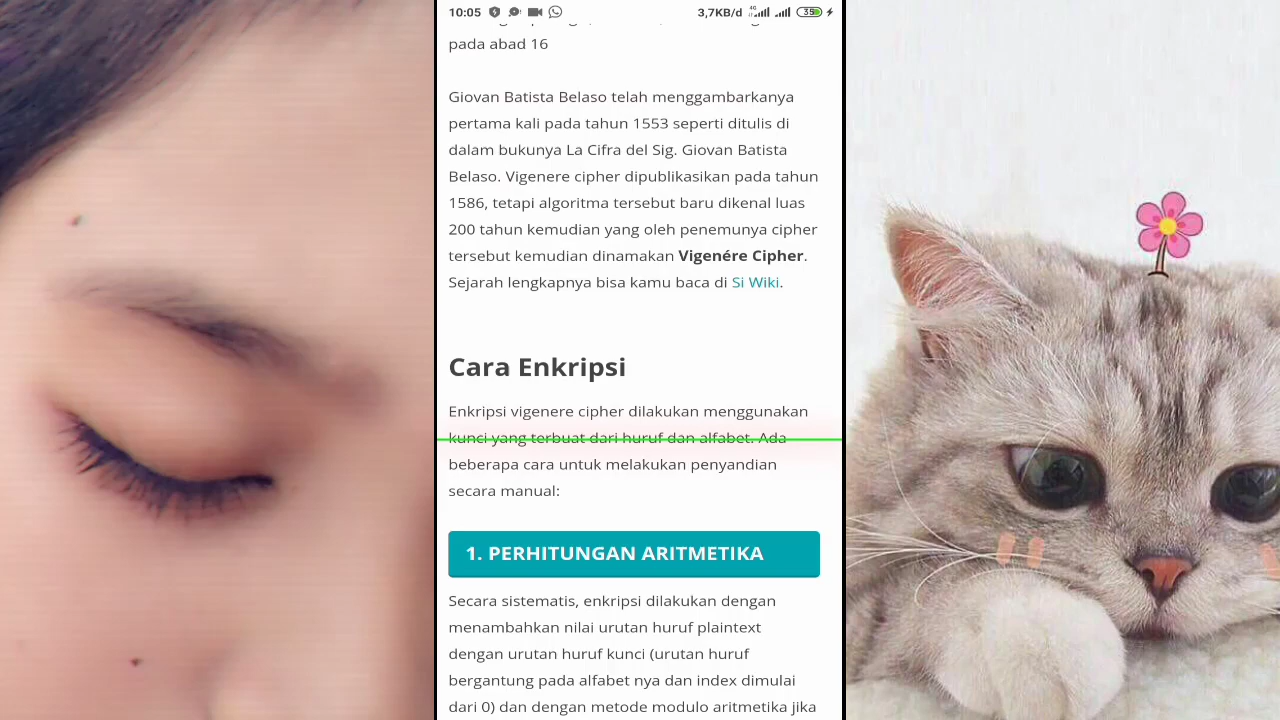 10:05 3,7KB/d 4G 35
pada abad 16
Giovan Batista Belaso telah menggambarkanya
pertama kali pada tahun 1553 seperti ditulis di
dalam bukunya La Cifra del Sig. Giovan Batista
Belaso. Vigenere cipher dipublikasikan pada tahun
1586, tetapi algoritma tersebut baru dikenal luas
200 tahun kemudian yang oleh penemunya cipher
tersebut kemudian dinamakan Vigenére Cipher.
Sejarah lengkapnya bisa kamu baca di Si Wiki.
Cara Enkripsi
Enkripsi vigenere cipher dilakukan menggunakan
kunci yang terbuat dari huruf dan alfabet. Ada
beberapa cara untuk melakukan penyandian
secara manual:
1. PERHITUNGAN ARITMETIKA
Secara sistematis, enkripsi dilakukan dengan
menambahkan nilai urutan huruf plaintext
dengan urutan huruf kunci (urutan huruf
bergantung pada alfabet nya dan index dimulai
dari 0) dan dengan metode modulo aritmetika jika